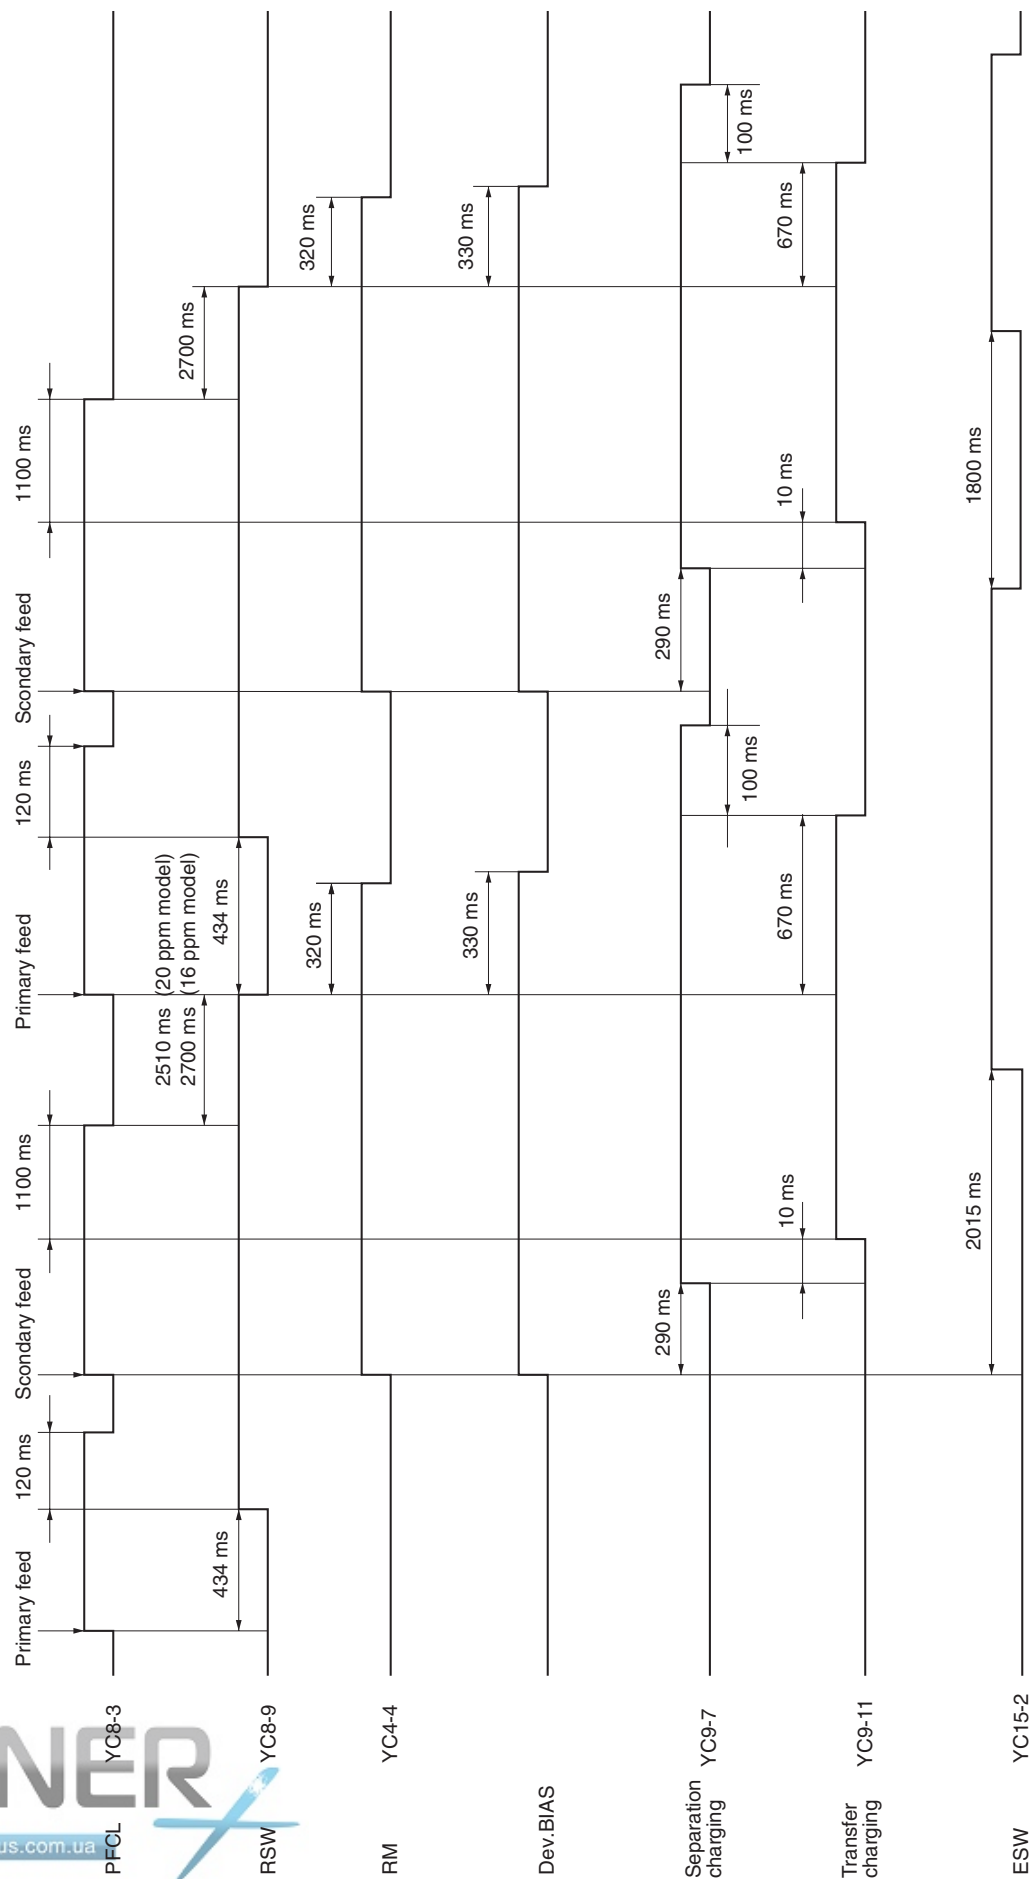 PFCL YC8-3
Primary feed
120 ms
Scondary feed
1100 ms
Primary feed
120 ms
Scondary feed
1100 ms
RSW YC8-9
434 ms
2510 ms (20 ppm model)
2700 ms (16 ppm model)
434 ms
2700 ms
RM YC4-4
320 ms
320 ms
Dev.BIAS
330 ms
330 ms
Separation
charging
YC9-7
290 ms
100 ms
290 ms
100 ms
Transfer
charging
YC9-11
10 ms
670 ms
10 ms
670 ms
ESW YC15-2
2015 ms
1800 ms
NER
us.com.ua